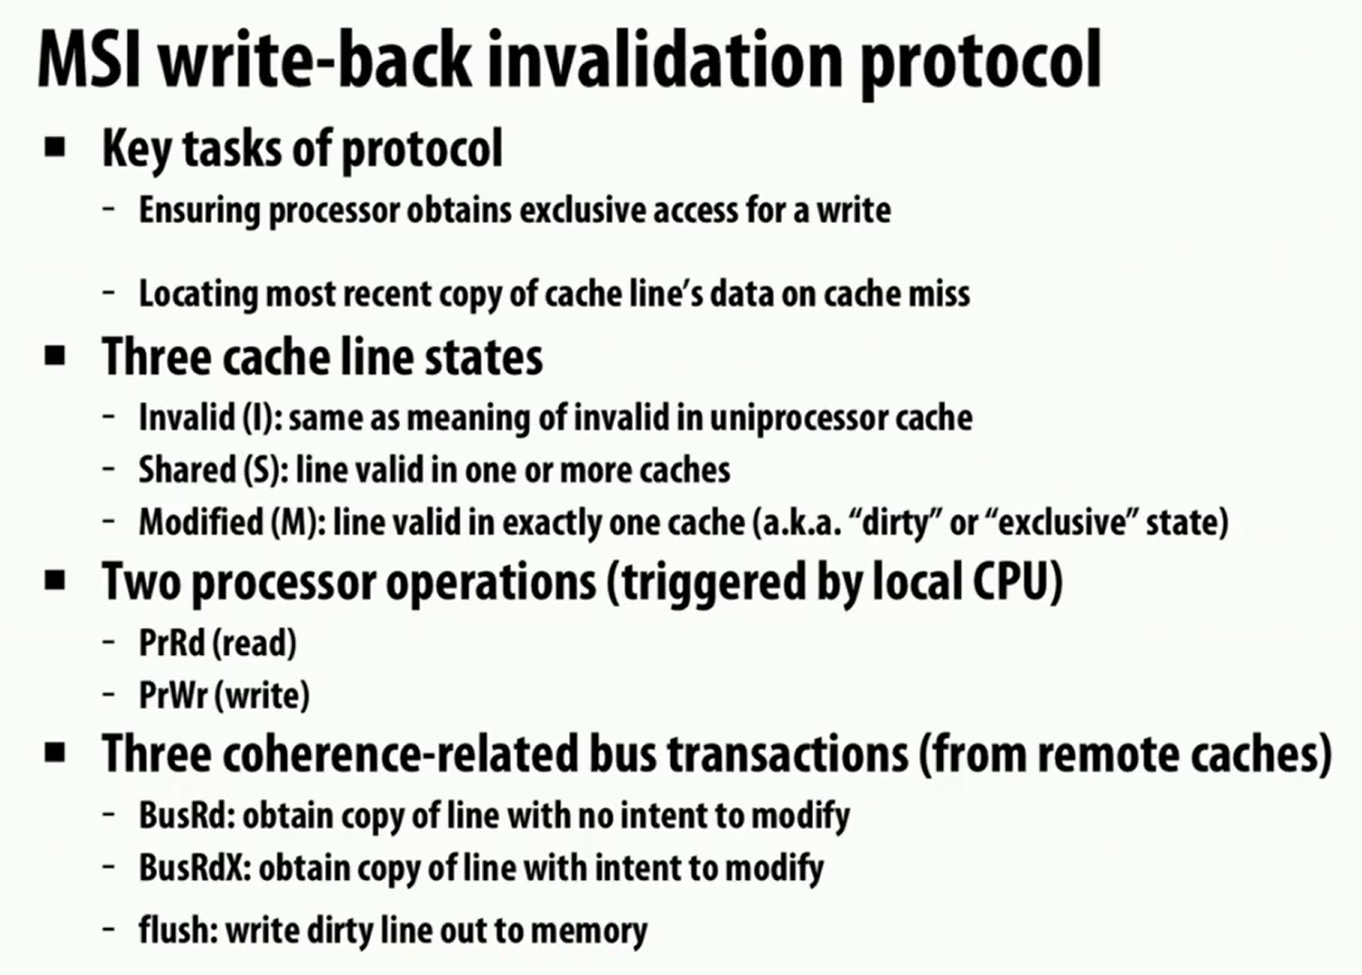 MSI write-back invalidation protocol
■ Key tasks of protocol
- Ensuring processor obtains exclusive access for a write
- Locating most recent copy of cache line’s data on cache miss
■ Three cache line states
- Invalid (I): same as meaning of invalid in uniprocessor cache
- Shared (S): line valid in one or more caches
- Modified (M): line valid in exactly one cache (a.k.a. “dirty” or “exclusive” state)
■ Two processor operations (triggered by local CPU)
- PrRd (read)
- PrWr (write)
■ Three coherence-related bus transactions (from remote caches)
- BusRd: obtain copy of line with no intent to modify
- BusRdX: obtain copy of line with intent to modify
- flush: write dirty line out to memory